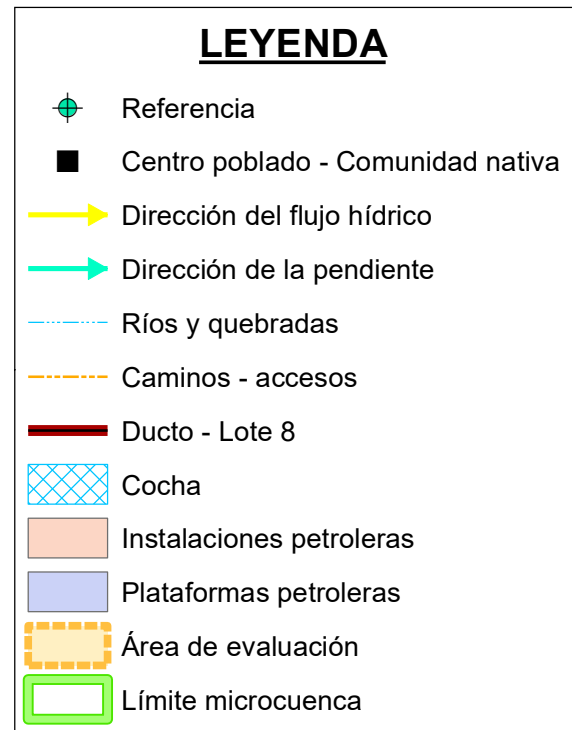 LEYENDA
Referencia
Centro poblado - Comunidad nativa
Dirección del flujo hídrico
Dirección de la pendiente
Ríos y quebradas
Caminos - accesos
Ducto - Lote 8
Cocha
Instalaciones petroleras
Plataformas petroleras
Área de evaluación
Límite microcuenca